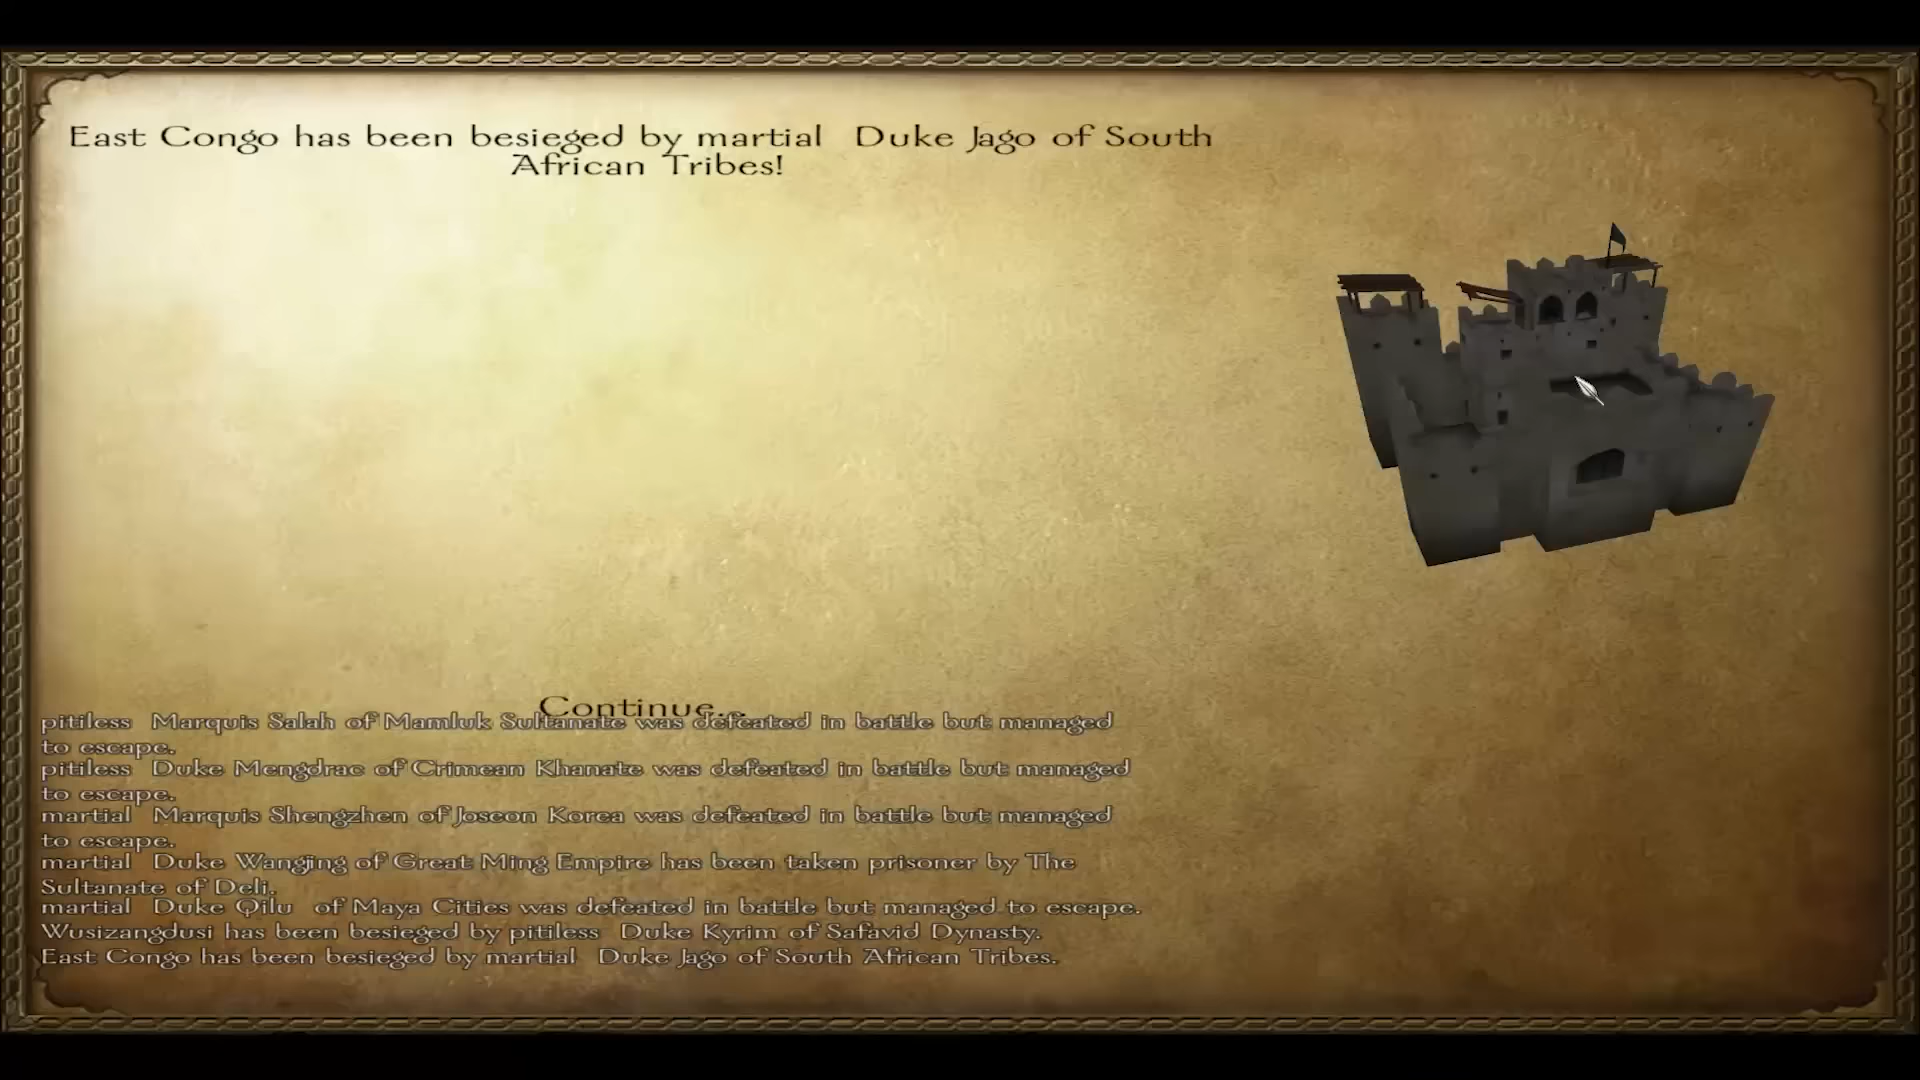 East Congo has been besieged by martial  Duke Jago of South
African Tribes!
Continue...
pitiless  Marquis Salah of Mamluk Sultanate was defeated in battle but managed
to escape.
pitiless  Duke Mengdrac of Crimean Khanate was defeated in battle but managed
to escape.
martial  Marquis Shengzhen of Joseon Korea was defeated in battle but managed
to escape.
martial  Duke Wangjing of Great Ming Empire has been taken prisoner by The
Sultanate of Deli.
martial  Duke Qilu  of Maya Cities was defeated in battle but managed to escape.
Wusizangdusi has been besieged by pitiless  Duke Kyrim of Safavid Dynasty.
East Congo has been besieged by martial  Duke Jago of South African Tribes.